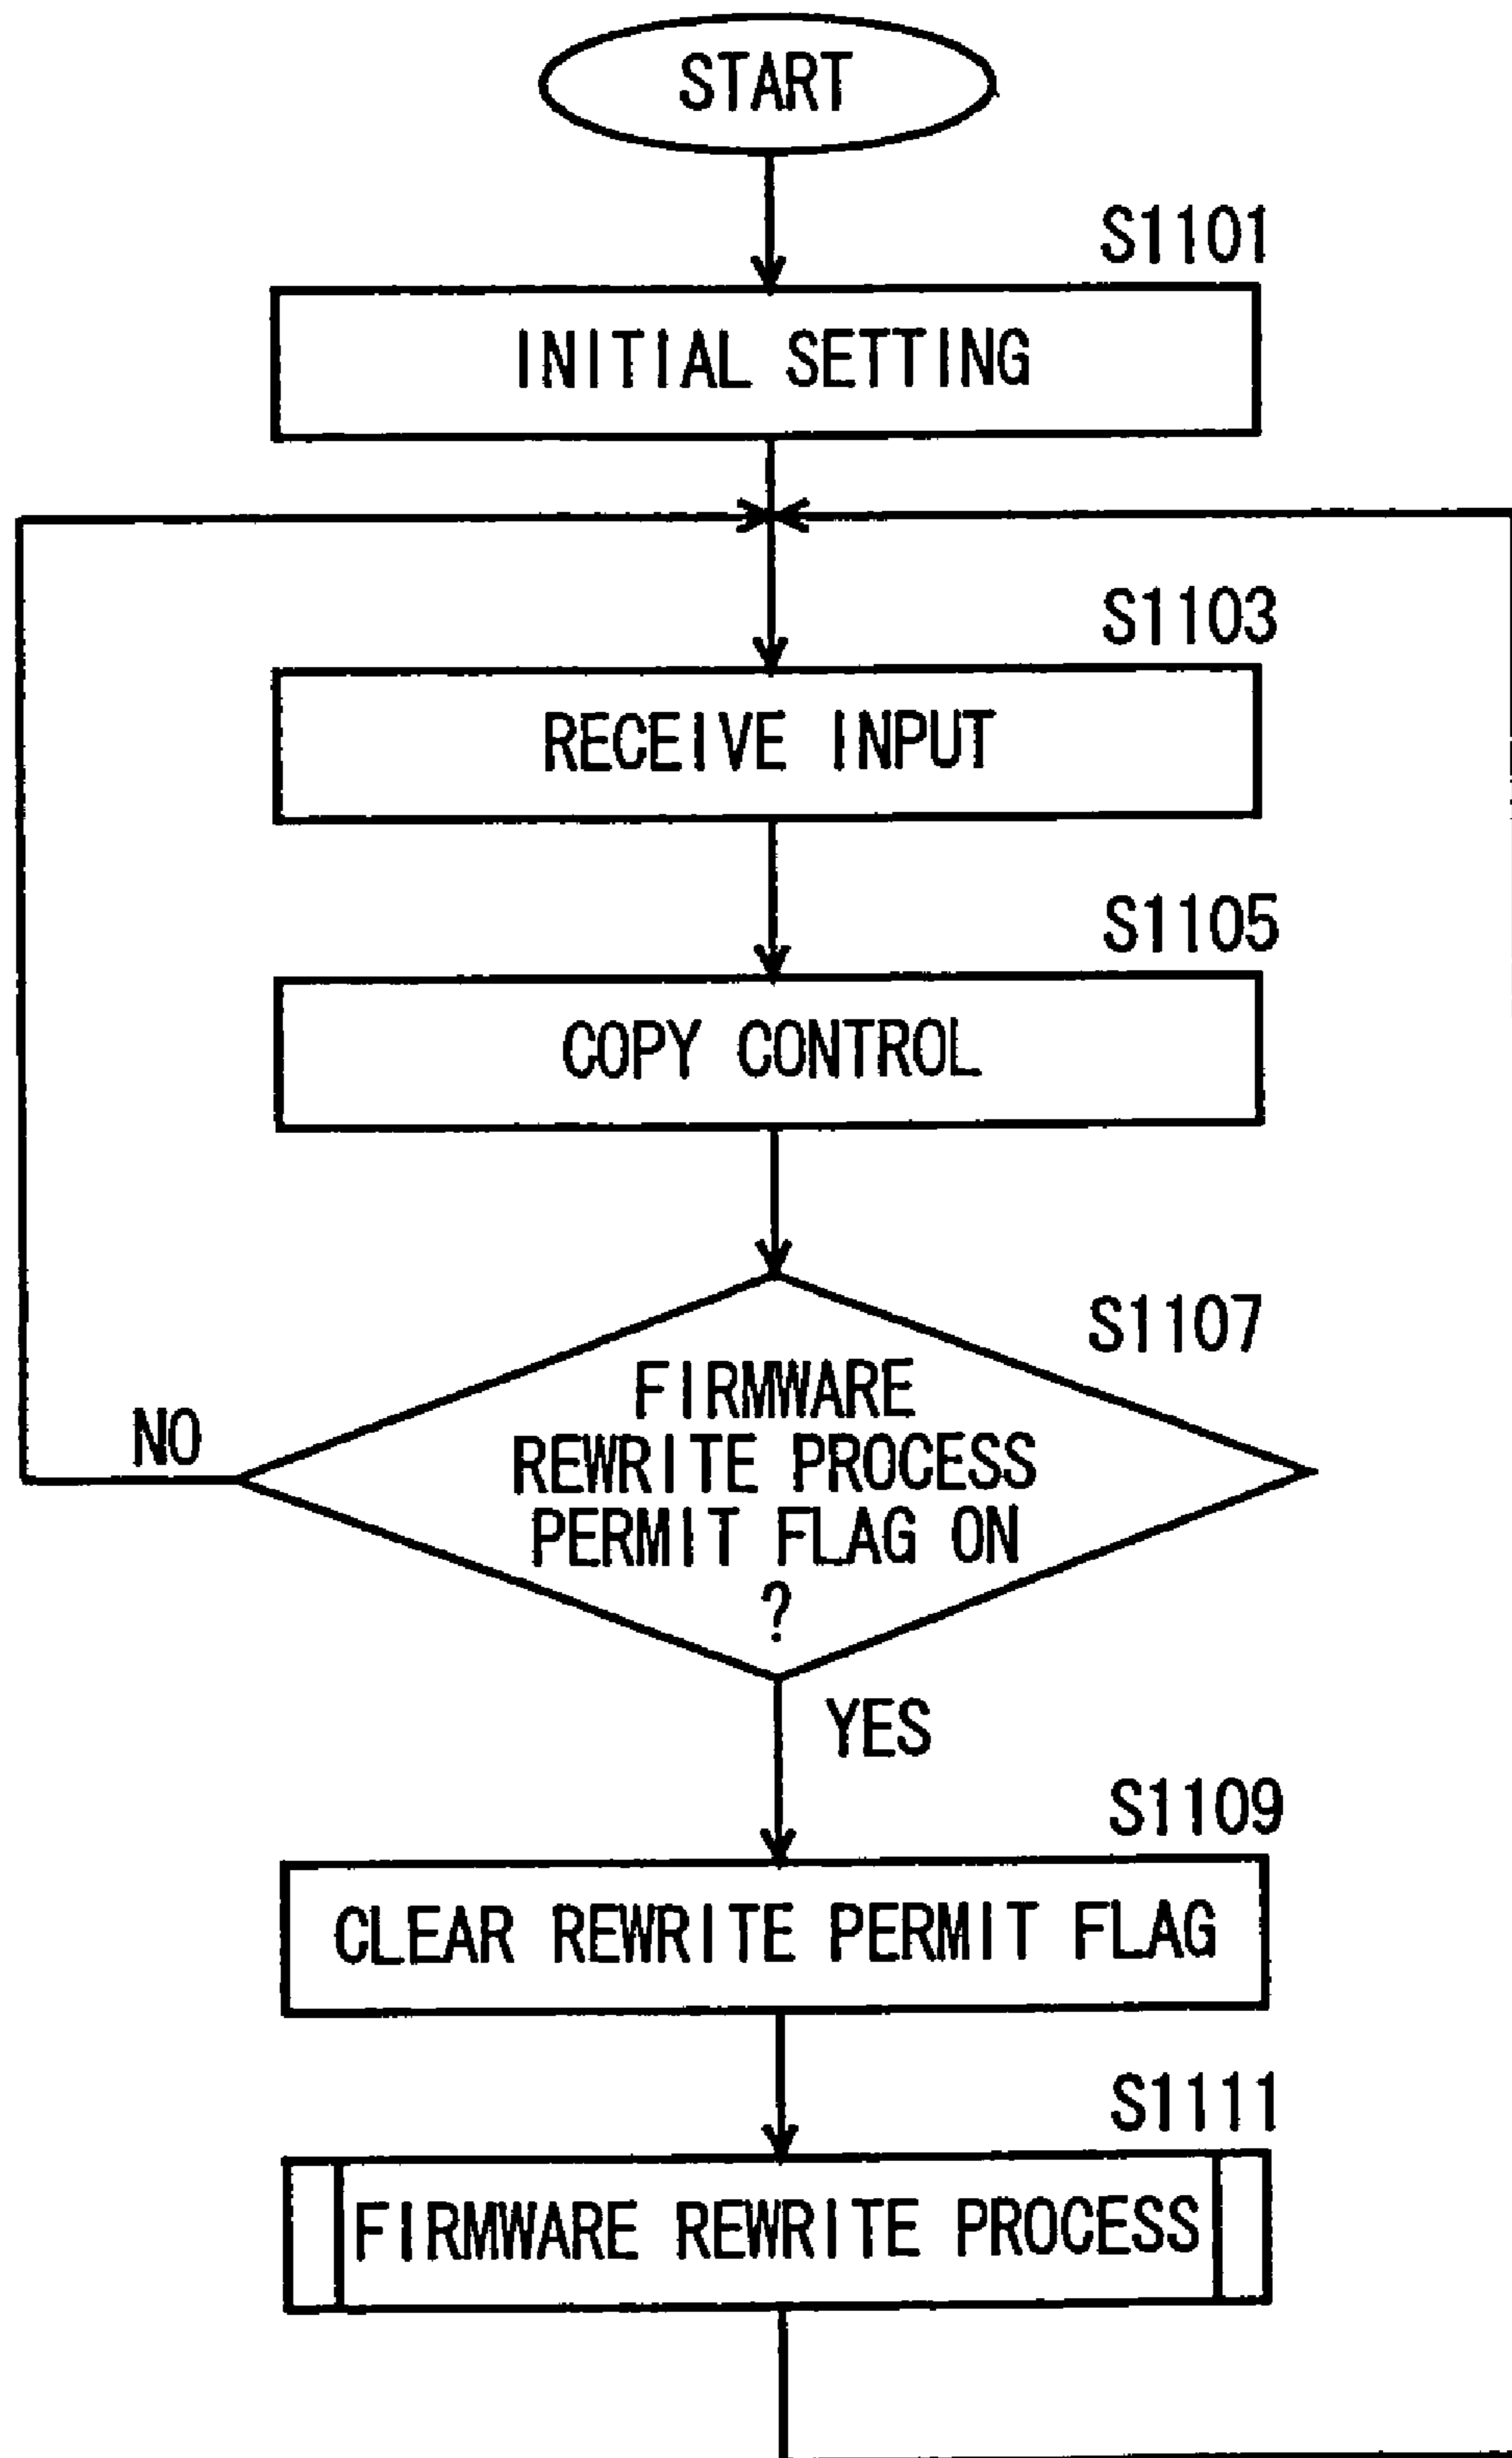 START
S1101
INITIAL SETTING
S1103
RECEIVE INPUT
S1105
COPY CONTROL
S1107
FIRMWARE
REWRITE PROCESS
PERMIT FLAG ON
?
NO
YES
S1109
CLEAR REWRITE PERMIT FLAG
S1111
FIRMWARE REWRITE PROCESS